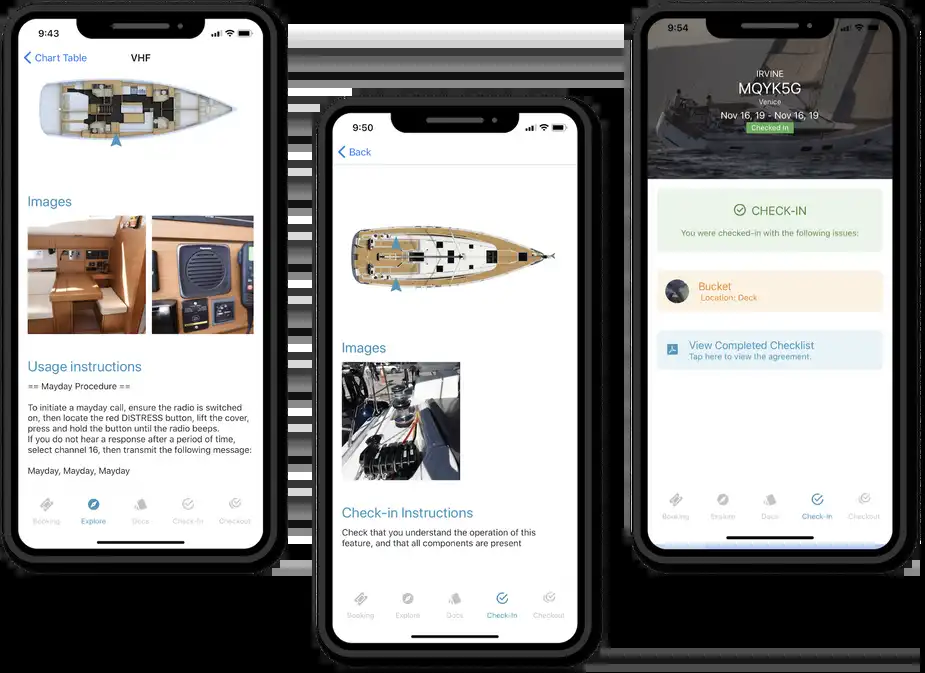 9:43
Chart Table
VHF
Images
Usage instructions
== Mayday Procedure ==
To initiate a mayday call, ensure the radio is switched
on, then locate the red DISTRESS button, lift the cover,
press and hold the button until the radio beeps.
If you do not hear a response after a period of time,
select channel 16, then transmit the following message:
Mayday, Mayday, Mayday
Booking
Explore
Docs
Check-In
Checkout
9:50
Back
Images
Check-in Instructions
Check that you understand the operation of this
feature, and that all components are present
Booking
Explore
Docs
Check-In
Checkout
9:54
IRVINE
MQYK5G
Venice
Nov 16, 19 - Nov 16, 19
Checked In
CHECK-IN
You were checked-in with the following issues:
Bucket
Location: Deck
View Completed Checklist
Tap here to view the agreement.
Booking
Explore
Docs
Check-In
Checkout